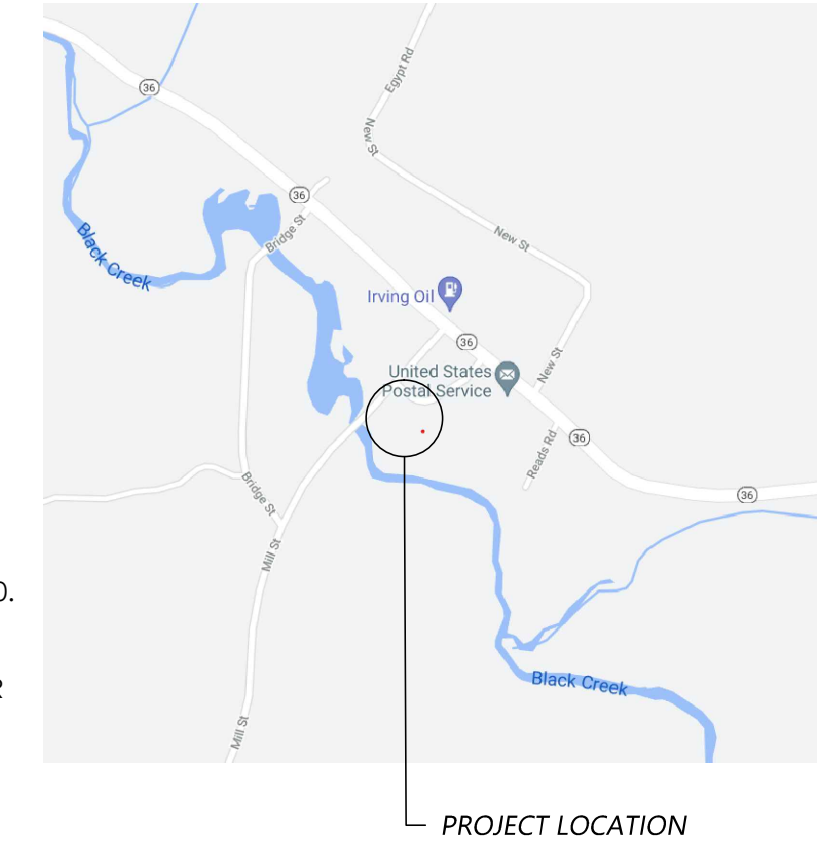 36
Egypt Rd
New St
36
Bridge St
Black Creek
New St
Irving Oil
36
United States
Postal Service
New St
36
Reads Rd
Bridge St
36
Mill St
0.
R
Black Creek
Mill St
PROJECT LOCATION